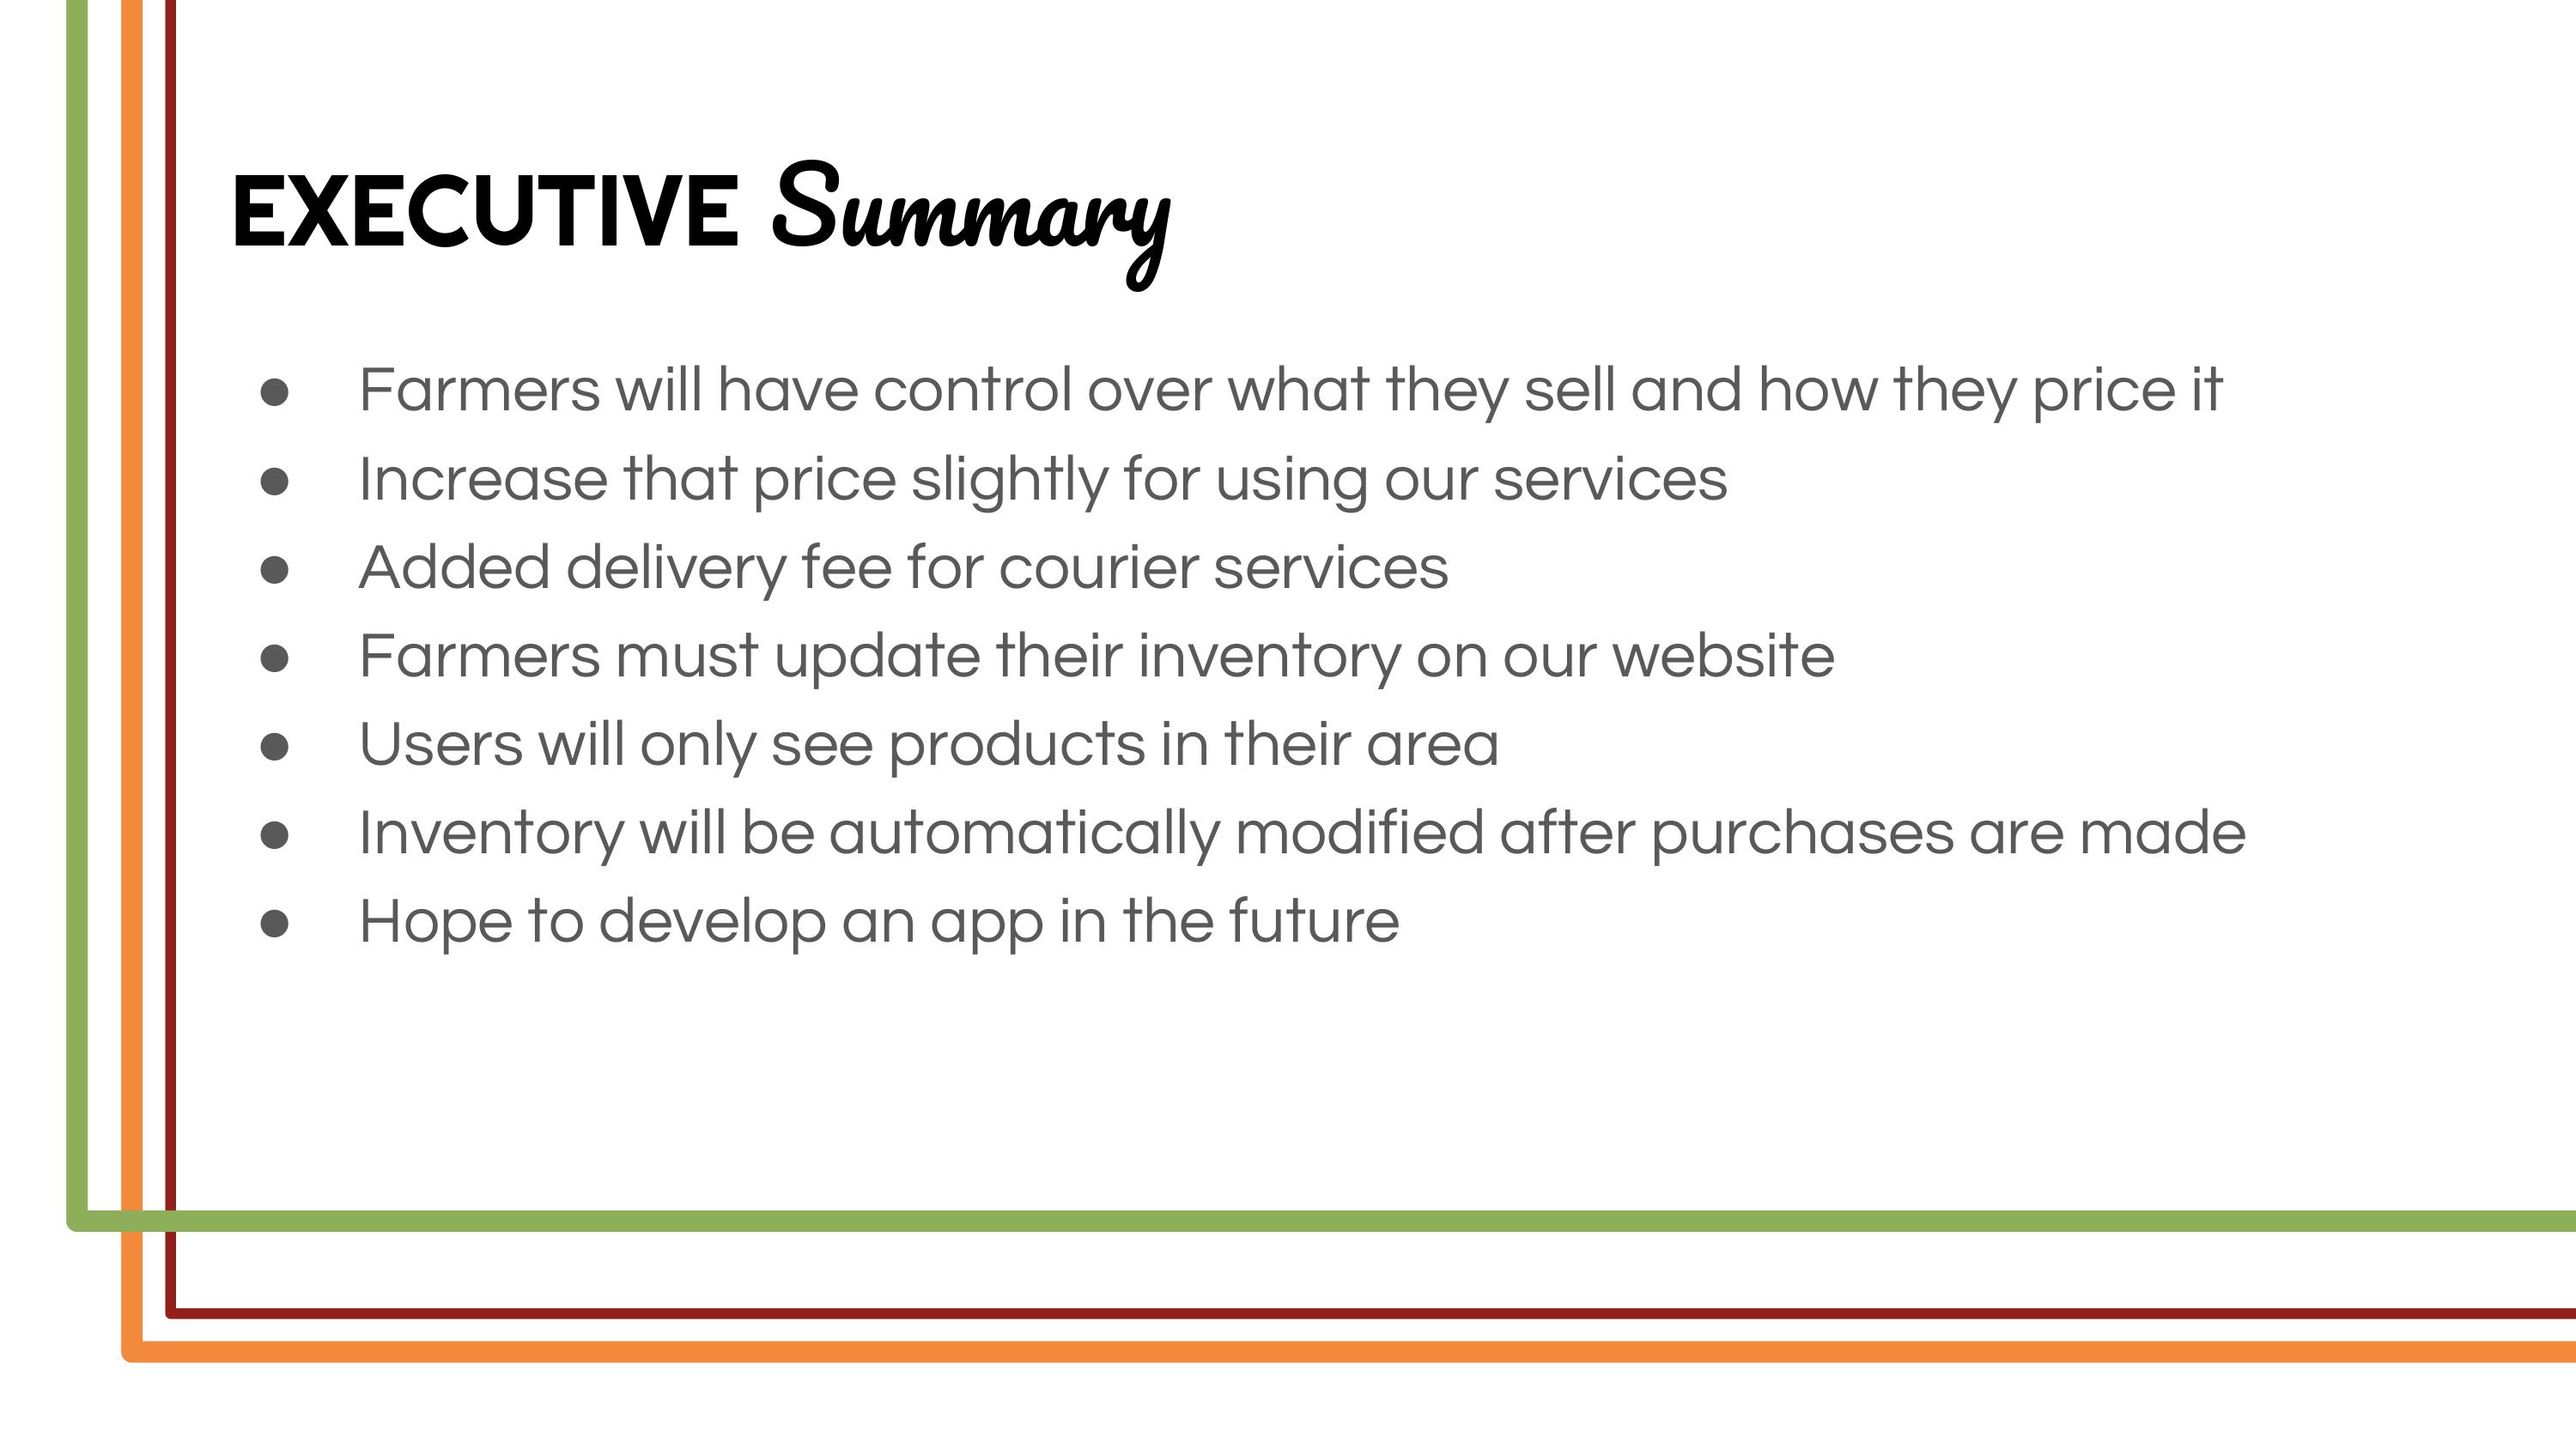 EXECUTIVE Summary
● Farmers will have control over what they sell and how they price it
● Increase that price slightly for using our services
● Added delivery fee for courier services
● Farmers must update their inventory on our website
● Users will only see products in their area
● Inventory will be automatically modified after purchases are made
● Hope to develop an app in the future